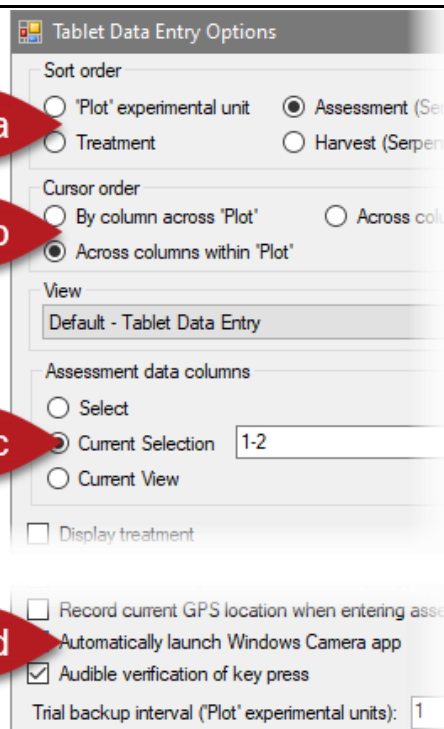 Tablet Data Entry Options
Sort order
a
'Plot' experimental unit Assessment (Se
Treatment Harvest (Serpen
Cursor order
b
By column across 'Plot' Across colu
Across columns within 'Plot'
View
Default - Tablet Data Entry
Assessment data columns
Select
c
Current Selection 1-2
Current View
Display treatment
Record current GPS location when entering asse
d
Automatically launch Windows Camera app
Audible verification of key press
Trial backup interval ('Plot' experimental units): 1